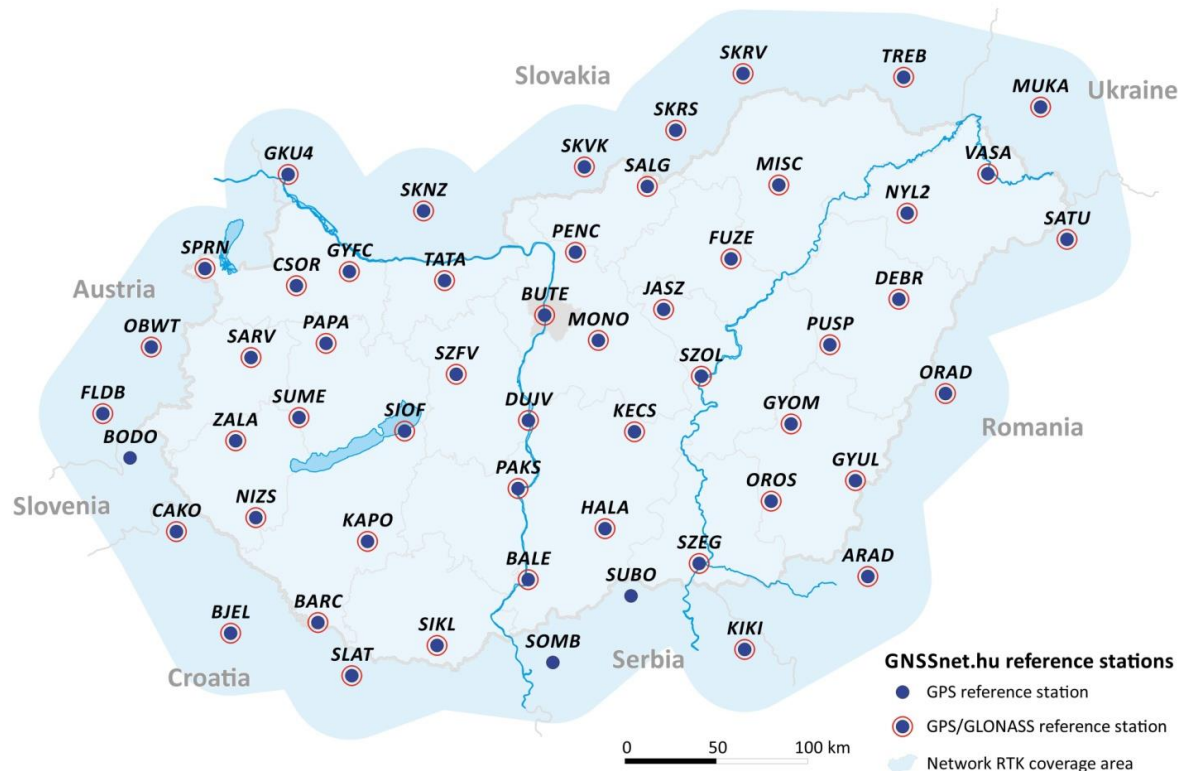 SKRV
TREB
Slovakia
MUKA
Ukraine
SKRS
GKU4
SKVK
SALG
MISC
VASA
SKNZ
NYL2
SATU
PENC
FUZE
SPRN
CSOR
GYFC
TATA
DEBR
Austria
BUTE
JASZ
OBWT
SARV
PAPA
MONO
PUSP
SZFV
SZOL
ORAD
FLDB
SUME
SIOF
DUJV
KECS
GYOM
Romania
BODO
ZALA
PAKS
GYUL
Slovenia
NIZS
OROS
CAKO
KAPO
HALA
SZEG
BALE
ARAD
SUBO
BJEL
BARC
SIKL
KIKI
SOMB
Serbia
SLAT
Croatia
GNSSnet.hu reference stations
GPS reference station
GPS/GLONASS reference station
Network RTK coverage area
0 50 100 km